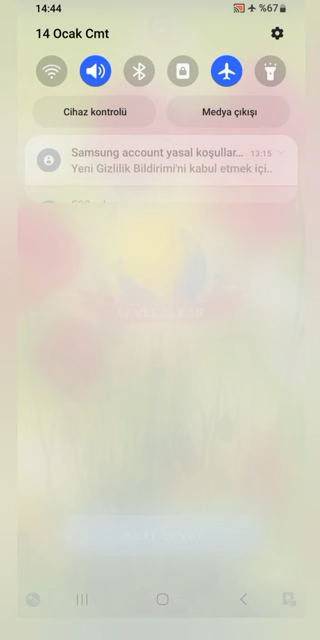 14:44
%67
14 Ocak Cmt
Cihaz kontrolü
Medya çıkışı
Samsung account yasal koşullar... 13:15
Yeni Gizlilik Bildirimi'ni kabul etmek içi..